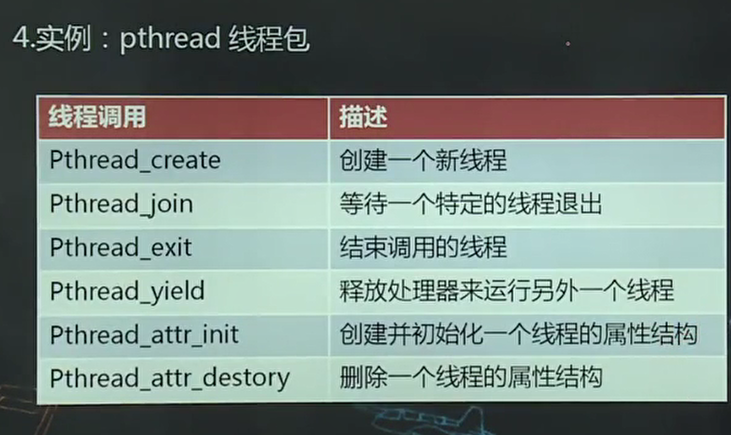 4.实例：pthread 线程包
线程调用 描述
Pthread_create 创建一个新线程
Pthread_join 等待一个特定的线程退出
Pthread_exit 结束调用的线程
Pthread_yield 释放处理器来运行另外一个线程
Pthread_attr_init 创建并初始化一个线程的属性结构
Pthread_attr_destory 删除一个线程的属性结构